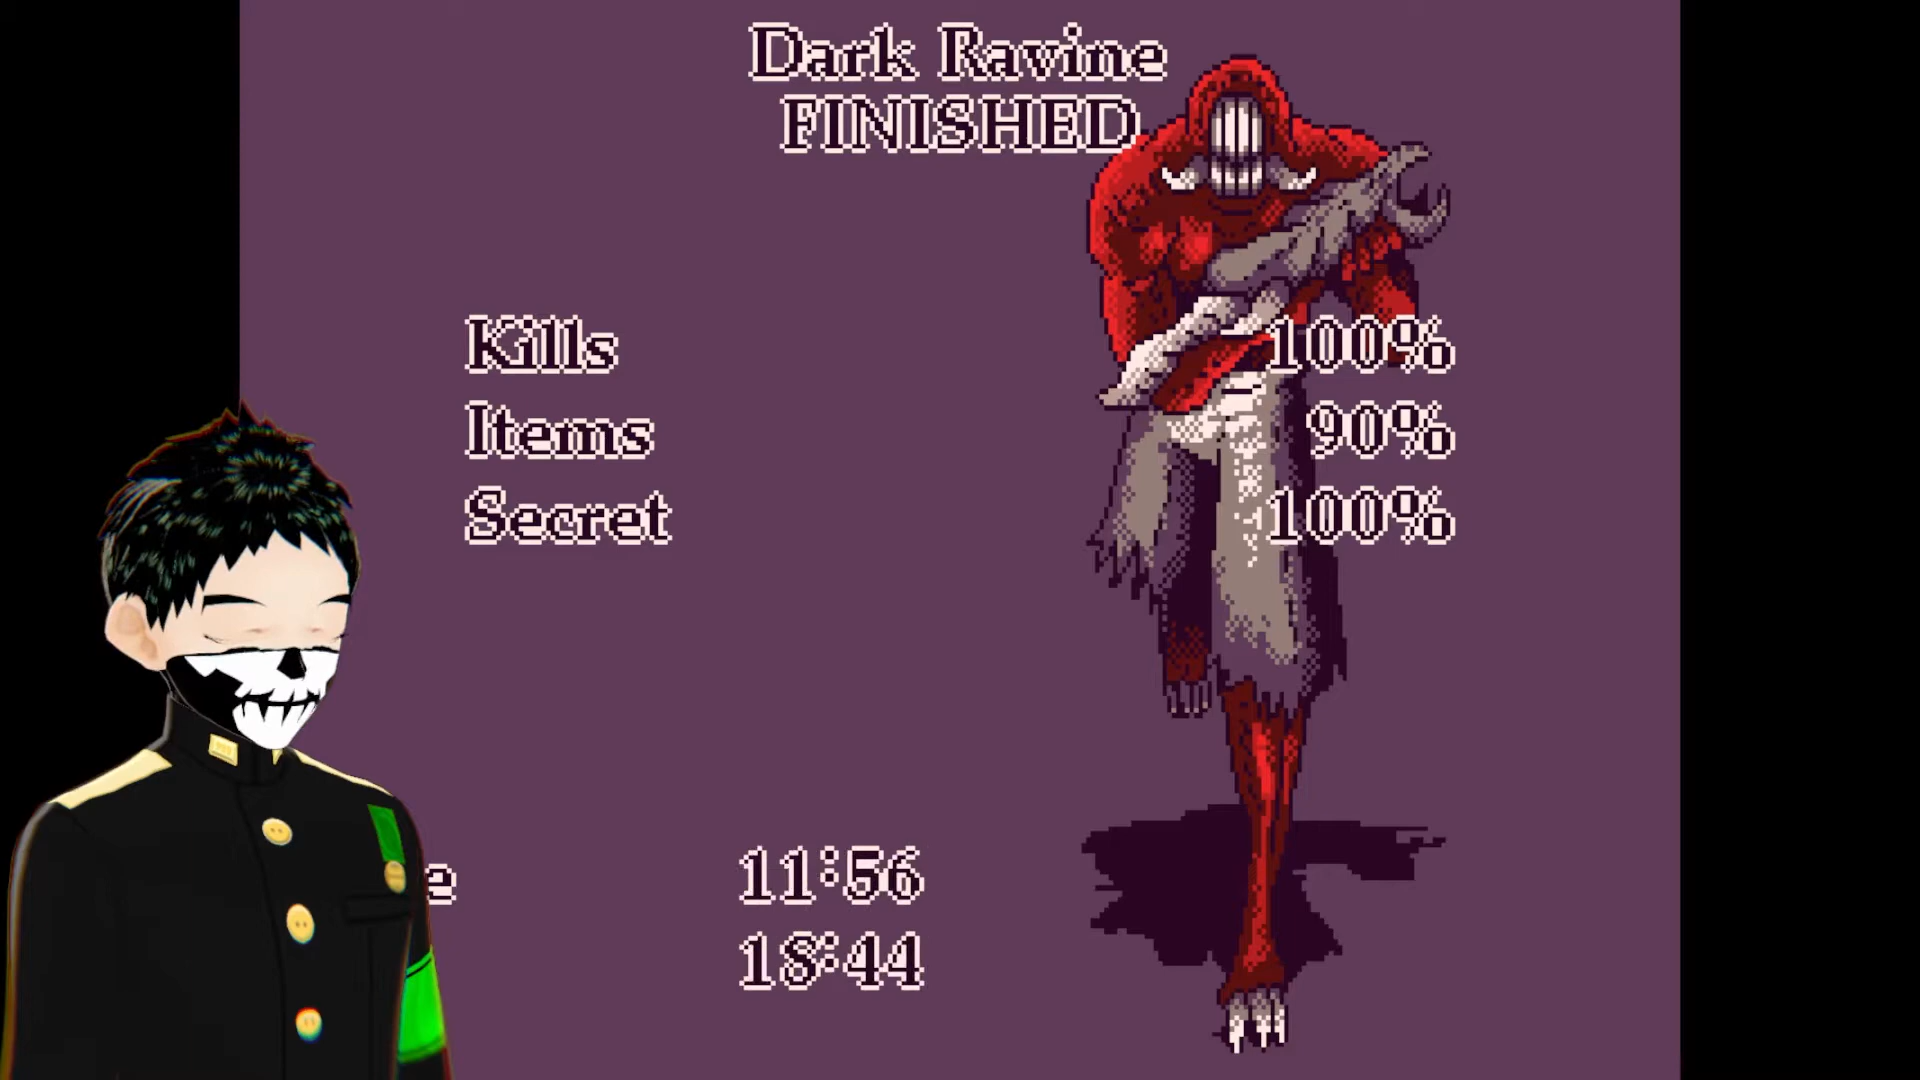 Dark Ravine
FINISHED
Kills 100%
Items 90%
Secret 100%
11:56
18:44